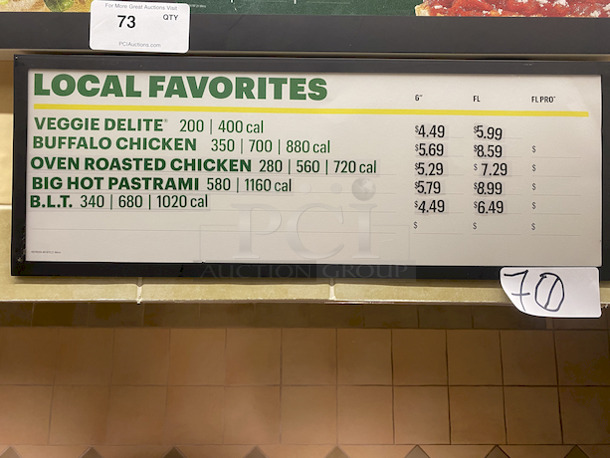 For More Great Auctions Visit
73 QTY
PCIAuctions.com
LOCAL FAVORITES 6" FL FL PRO™
VEGGIE DELITE® 200 | 400 cal $4.49 $5.99
BUFFALO CHICKEN 350 | 700 | 880 cal $5.69 $8.59 $
OVEN ROASTED CHICKEN 280 | 560 | 720 cal $5.29 $7.29 $
BIG HOT PASTRAMI 580 | 1160 cal $5.79 $8.99 $
B.L.T. 340 | 680 | 1020 cal $4.49 $6.49 $
$ $ $
PCI
AUCTION GROUP
70